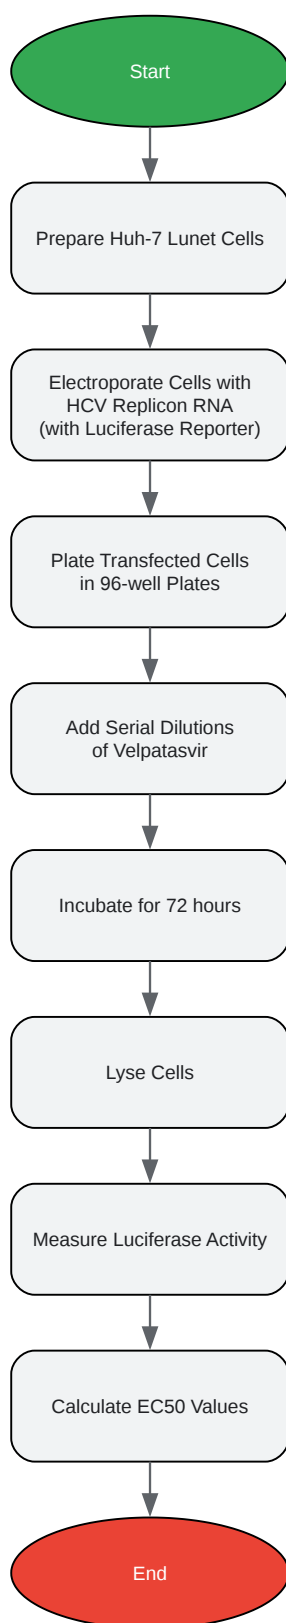 Start
Prepare Huh-7 Lunet Cells
Electroporate Cells with
HCV Replicon RNA
(with Luciferase Reporter)
Plate Transfected Cells
in 96-well Plates
Add Serial Dilutions
of Velpatasvir
Incubate for 72 hours
Lyse Cells
Measure Luciferase Activity
Calculate EC50 Values
End